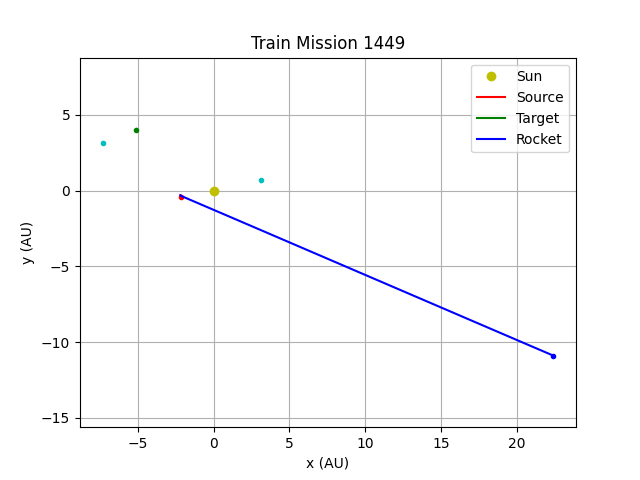 Train Mission 1449
Sun
Source
Target
Rocket
5
0
−5
−10
−15
y (AU)
−5
0
5
10
15
20
x (AU)